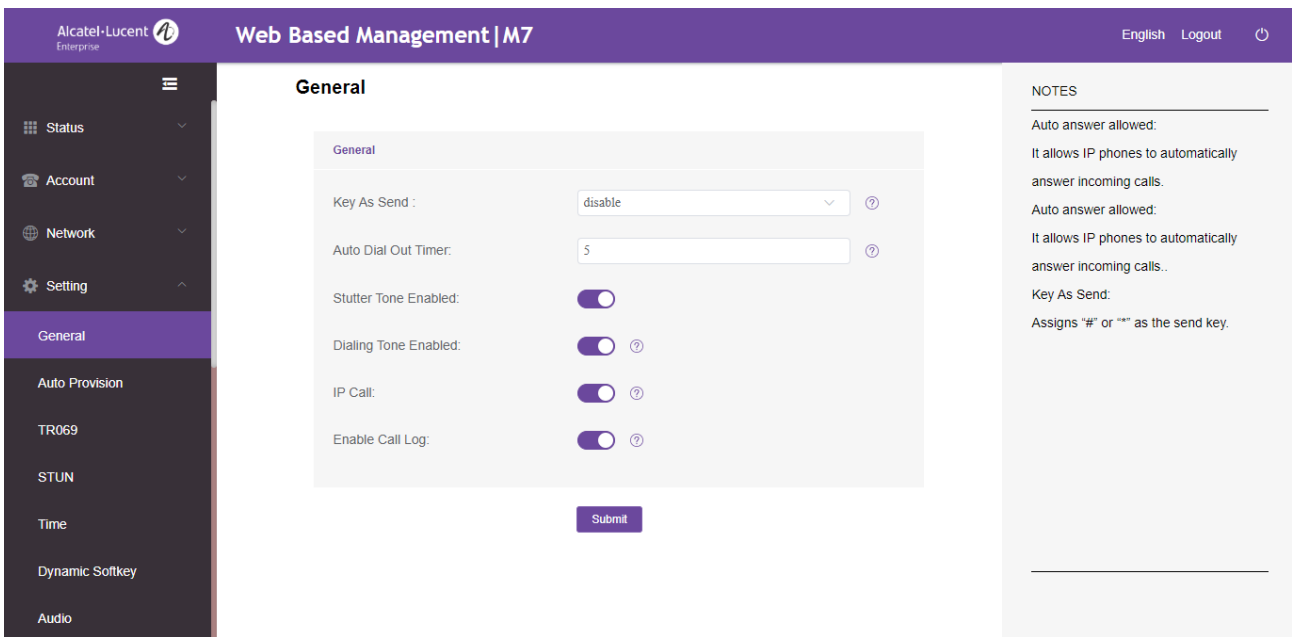 Alcatel·Lucent
Enterprise
Web Based Management|M7
English Logout
Status
Account
Network
Setting
General
Auto Provision
TR069
STUN
Time
Dynamic Softkey
Audio
General
General
Key As Send : disable ?
Auto Dial Out Timer: 5 ?
Stutter Tone Enabled:
Dialing Tone Enabled: ?
IP Call: ?
Enable Call Log: ?
Submit
NOTES
Auto answer allowed:
It allows IP phones to automatically
answer incoming calls.
Auto answer allowed:
It allows IP phones to automatically
answer incoming calls..
Key As Send:
Assigns “#” or “*” as the send key.